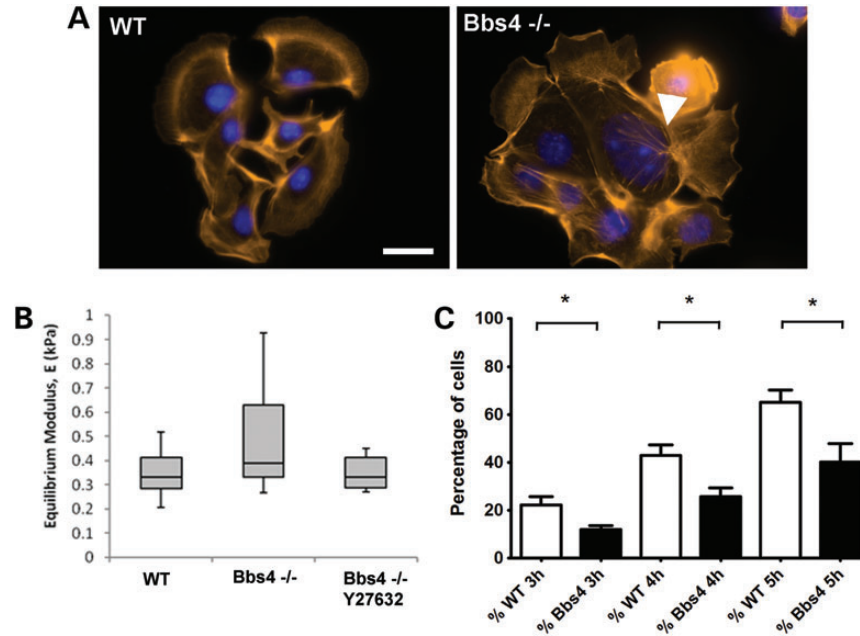 A
WT
Bbs4 -/-
B
Equilibrium Modulus, E (kPa)
1
0.9
0.8
0.7
0.6
0.5
0.4
0.3
0.2
0.1
0
WT
Bbs4 -/-
Bbs4 -/-
Y27632
C
Percentage of cells
100
80
60
40
20
0
* * *
% WT 3h
% Bbs4 3h
% WT 4h
% Bbs4 4h
% WT 5h
% Bbs4 5h